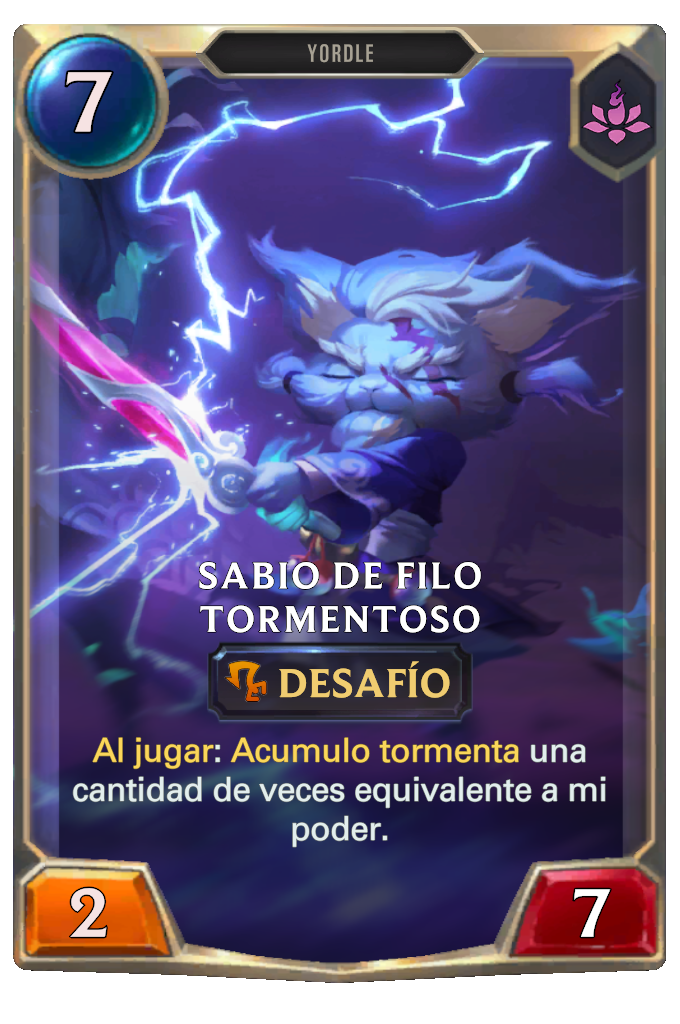 7
YORDLE
SABIO DE FILO
TORMENTOSO
DESAFÍO
Al jugar: Acumulo tormenta una
cantidad de veces equivalente a mi
poder.
2
7